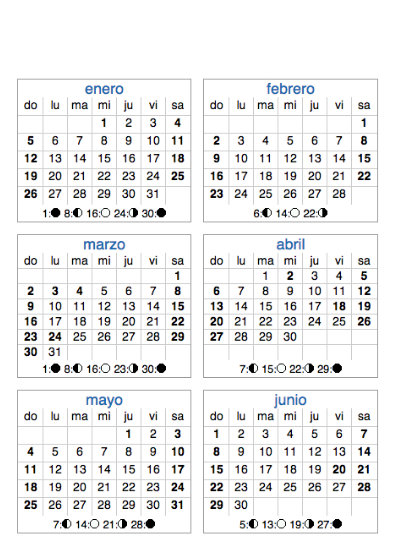 enero
do lu ma mi ju vi sa
1 2 3 4
5 6 7 8 9 10 11
12 13 14 15 16 17 18
19 20 21 22 23 24 25
26 27 28 29 30 31
1:● 8:◐ 16:○ 24:◑ 30:●
febrero
do lu ma mi ju vi sa
1
2 3 4 5 6 7 8
9 10 11 12 13 14 15
16 17 18 19 20 21 22
23 24 25 26 27 28
6:◐ 14:○ 22:◑
marzo
do lu ma mi ju vi sa
1
2 3 4 5 6 7 8
9 10 11 12 13 14 15
16 17 18 19 20 21 22
23 24 25 26 27 28 29
30 31
1:● 8:◐ 16:○ 23:◑ 30:●
abril
do lu ma mi ju vi sa
1 2 3 4 5
6 7 8 9 10 11 12
13 14 15 16 17 18 19
20 21 22 23 24 25 26
27 28 29 30
7:◐ 15:○ 22:◑ 29:●
mayo
do lu ma mi ju vi sa
1 2 3
4 5 6 7 8 9 10
11 12 13 14 15 16 17
18 19 20 21 22 23 24
25 26 27 28 29 30 31
7:◐ 14:○ 21:◑ 28:●
junio
do lu ma mi ju vi sa
1 2 3 4 5 6 7
8 9 10 11 12 13 14
15 16 17 18 19 20 21
22 23 24 25 26 27 28
29 30
5:◐ 13:○ 19:◑ 27:●